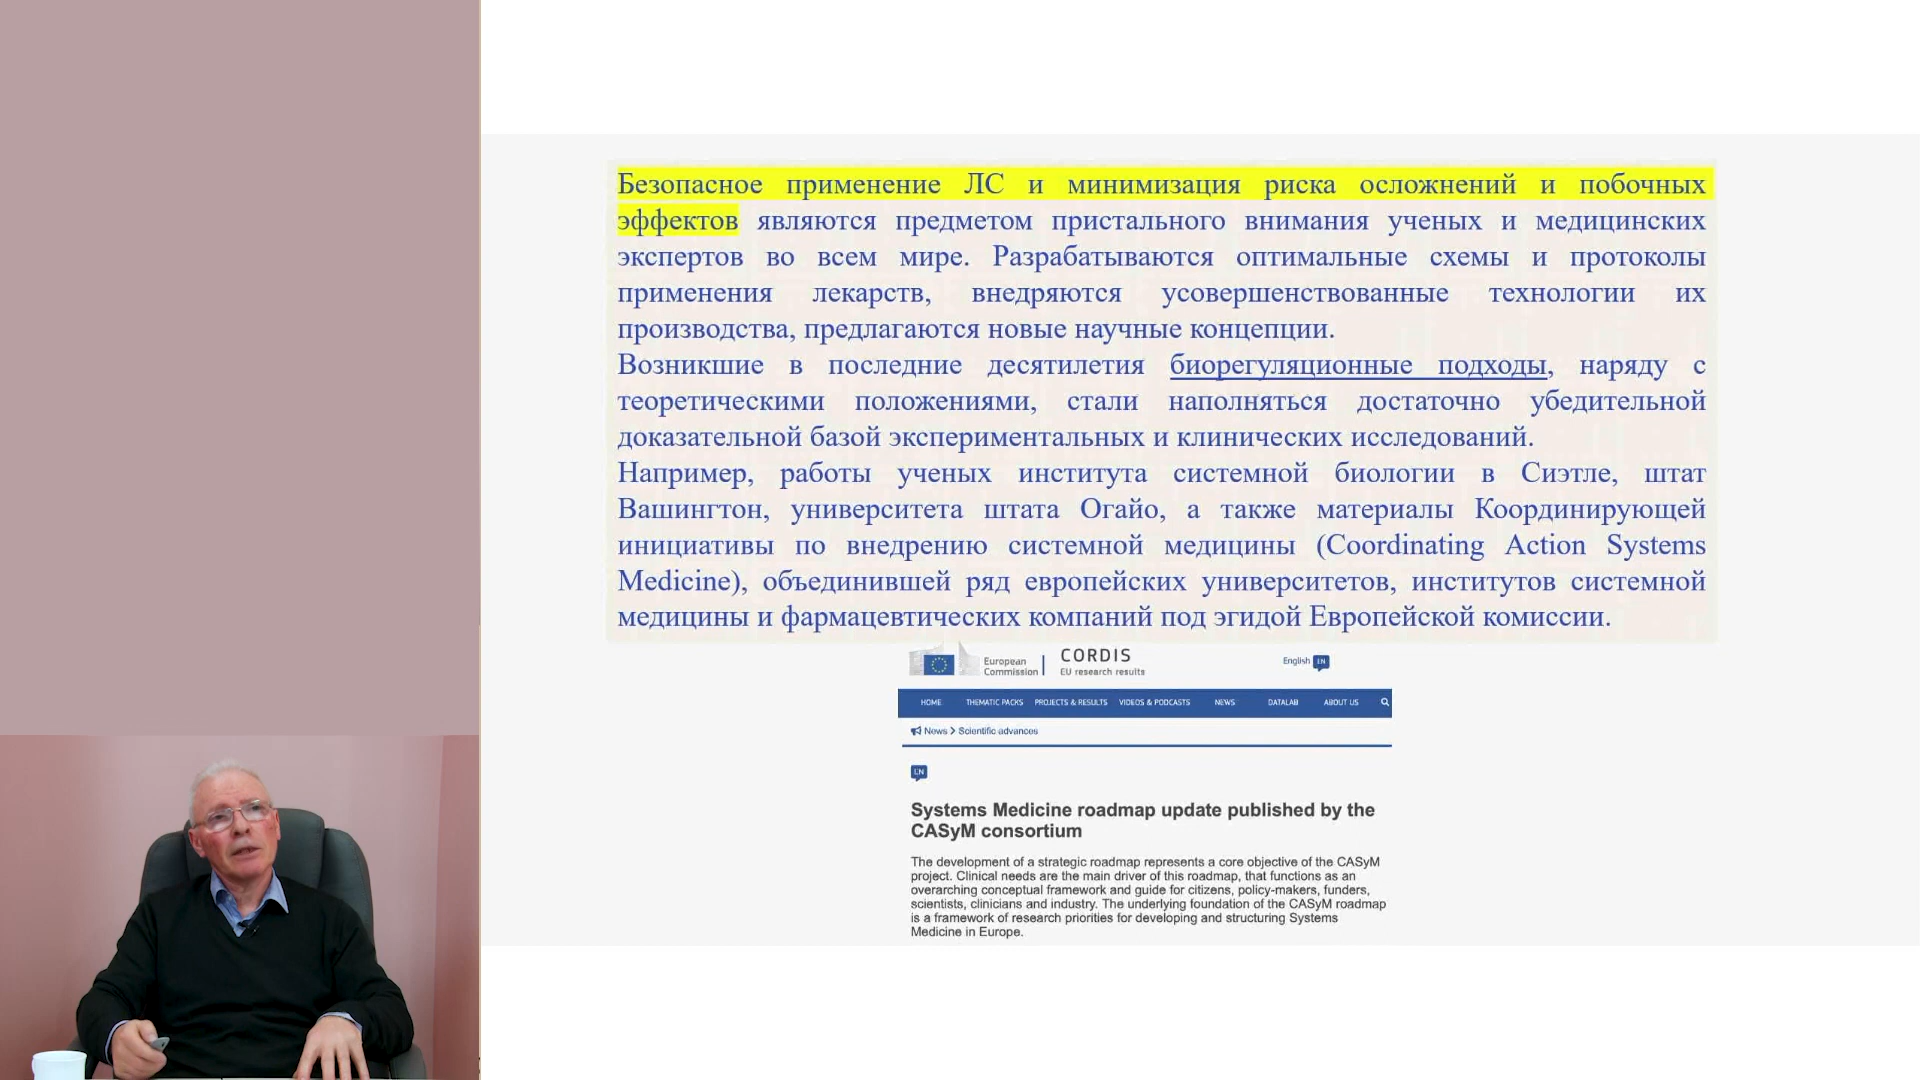 Безопасное применение ЛС и минимизация риска осложнений и побочных
эффектов являются предметом пристального внимания ученых и медицинских
экспертов во всем мире. Разрабатываются оптимальные схемы и протоколы
применения лекарств, внедряются усовершенствованные технологии их
производства, предлагаются новые научные концепции.
Возникшие в последние десятилетия биорегуляционные подходы, наряду с
теоретическими положениями, стали наполняться достаточно убедительной
доказательной базой экспериментальных и клинических исследований.
Например, работы ученых института системной биологии в Сиэтле, штат
Вашингтон, университета штата Огайо, а также материалы Координирующей
инициативы по внедрению системной медицины (Coordinating Action Systems
Medicine), объединившей ряд европейских университетов, институтов системной
медицины и фармацевтических компаний под эгидой Европейской комиссии.
European
Commission
CORDIS
EU research results
English EN
HOME THEMATIC PACKS PROJECTS & RESULTS VIDEOS & PODCASTS NEWS DATALAB ABOUT US
News > Scientific advances
EN
Systems Medicine roadmap update published by the
CASyM consortium
The development of a strategic roadmap represents a core objective of the CASyM
project. Clinical needs are the main driver of this roadmap, that functions as an
overarching conceptual framework and guide for citizens, policy-makers, funders,
scientists, clinicians and industry. The underlying foundation of the CASyM roadmap
is a framework of research priorities for developing and structuring Systems
Medicine in Europe.